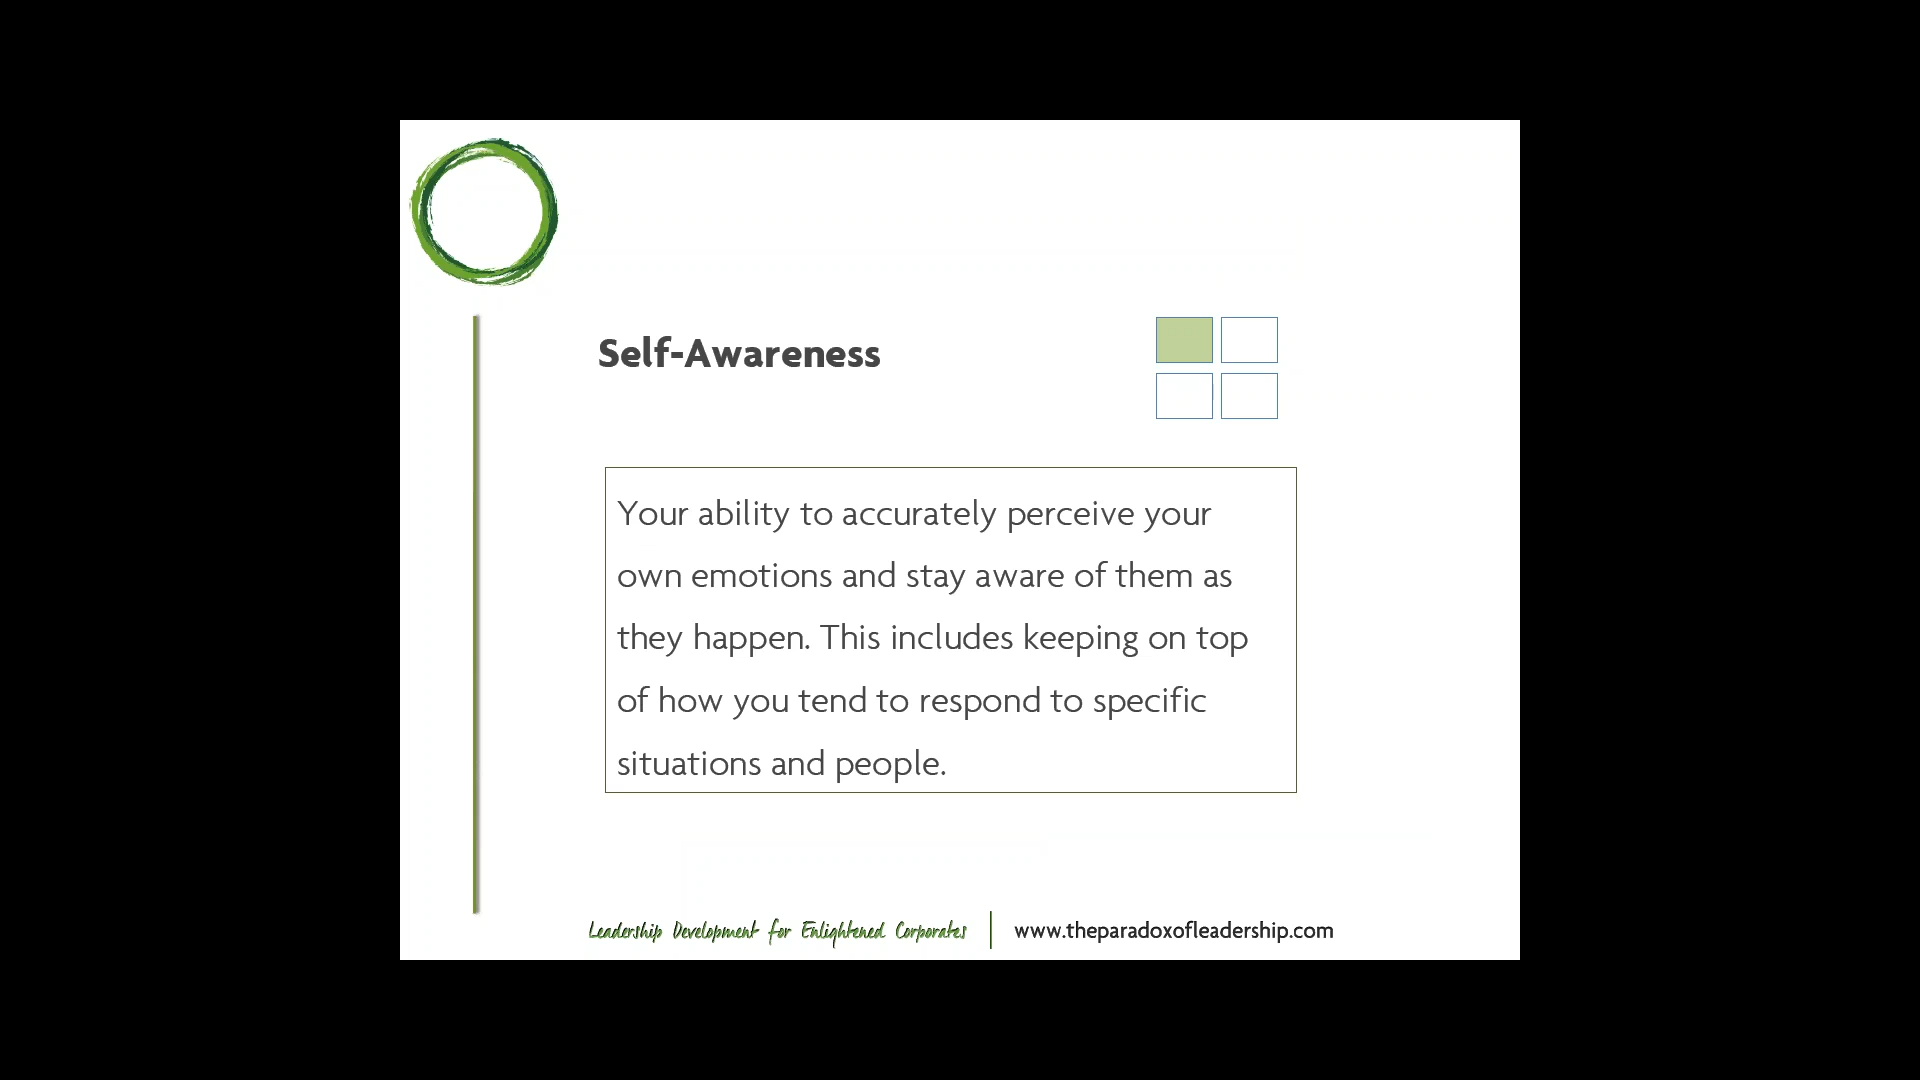 Self-Awareness
Your ability to accurately perceive your
own emotions and stay aware of them as
they happen. This includes keeping on top
of how you tend to respond to specific
situations and people.
Leadership Development for Enlightened Corporates
www.theparadoxofleadership.com